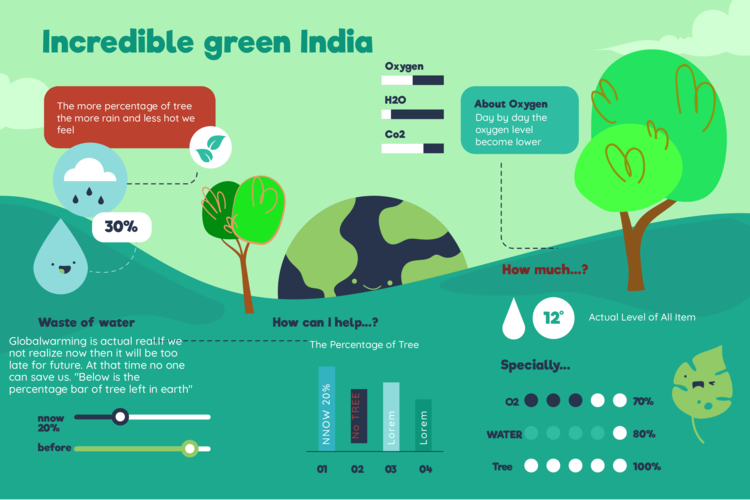 Incredible green India
The more percentage of tree
the more rain and less hot we
feel
30%
Oxygen
H2O
Co2
About Oxygen
Day by day the
oxygen level
become lower
How much...?
12°
Actual Level of All Item
Waste of water
Globalwarming is actual real.If we
not realize now then it will be too
late for future. At that time no one
can save us. "Below is the
percentage bar of tree left in earth"
nnow
20%
before
How can I help...?
The Percentage of Tree
NNOW 20%
No TREE
Lorem
Lorem
01 02 03 04
Specially...
O2 70%
WATER 80%
Tree 100%